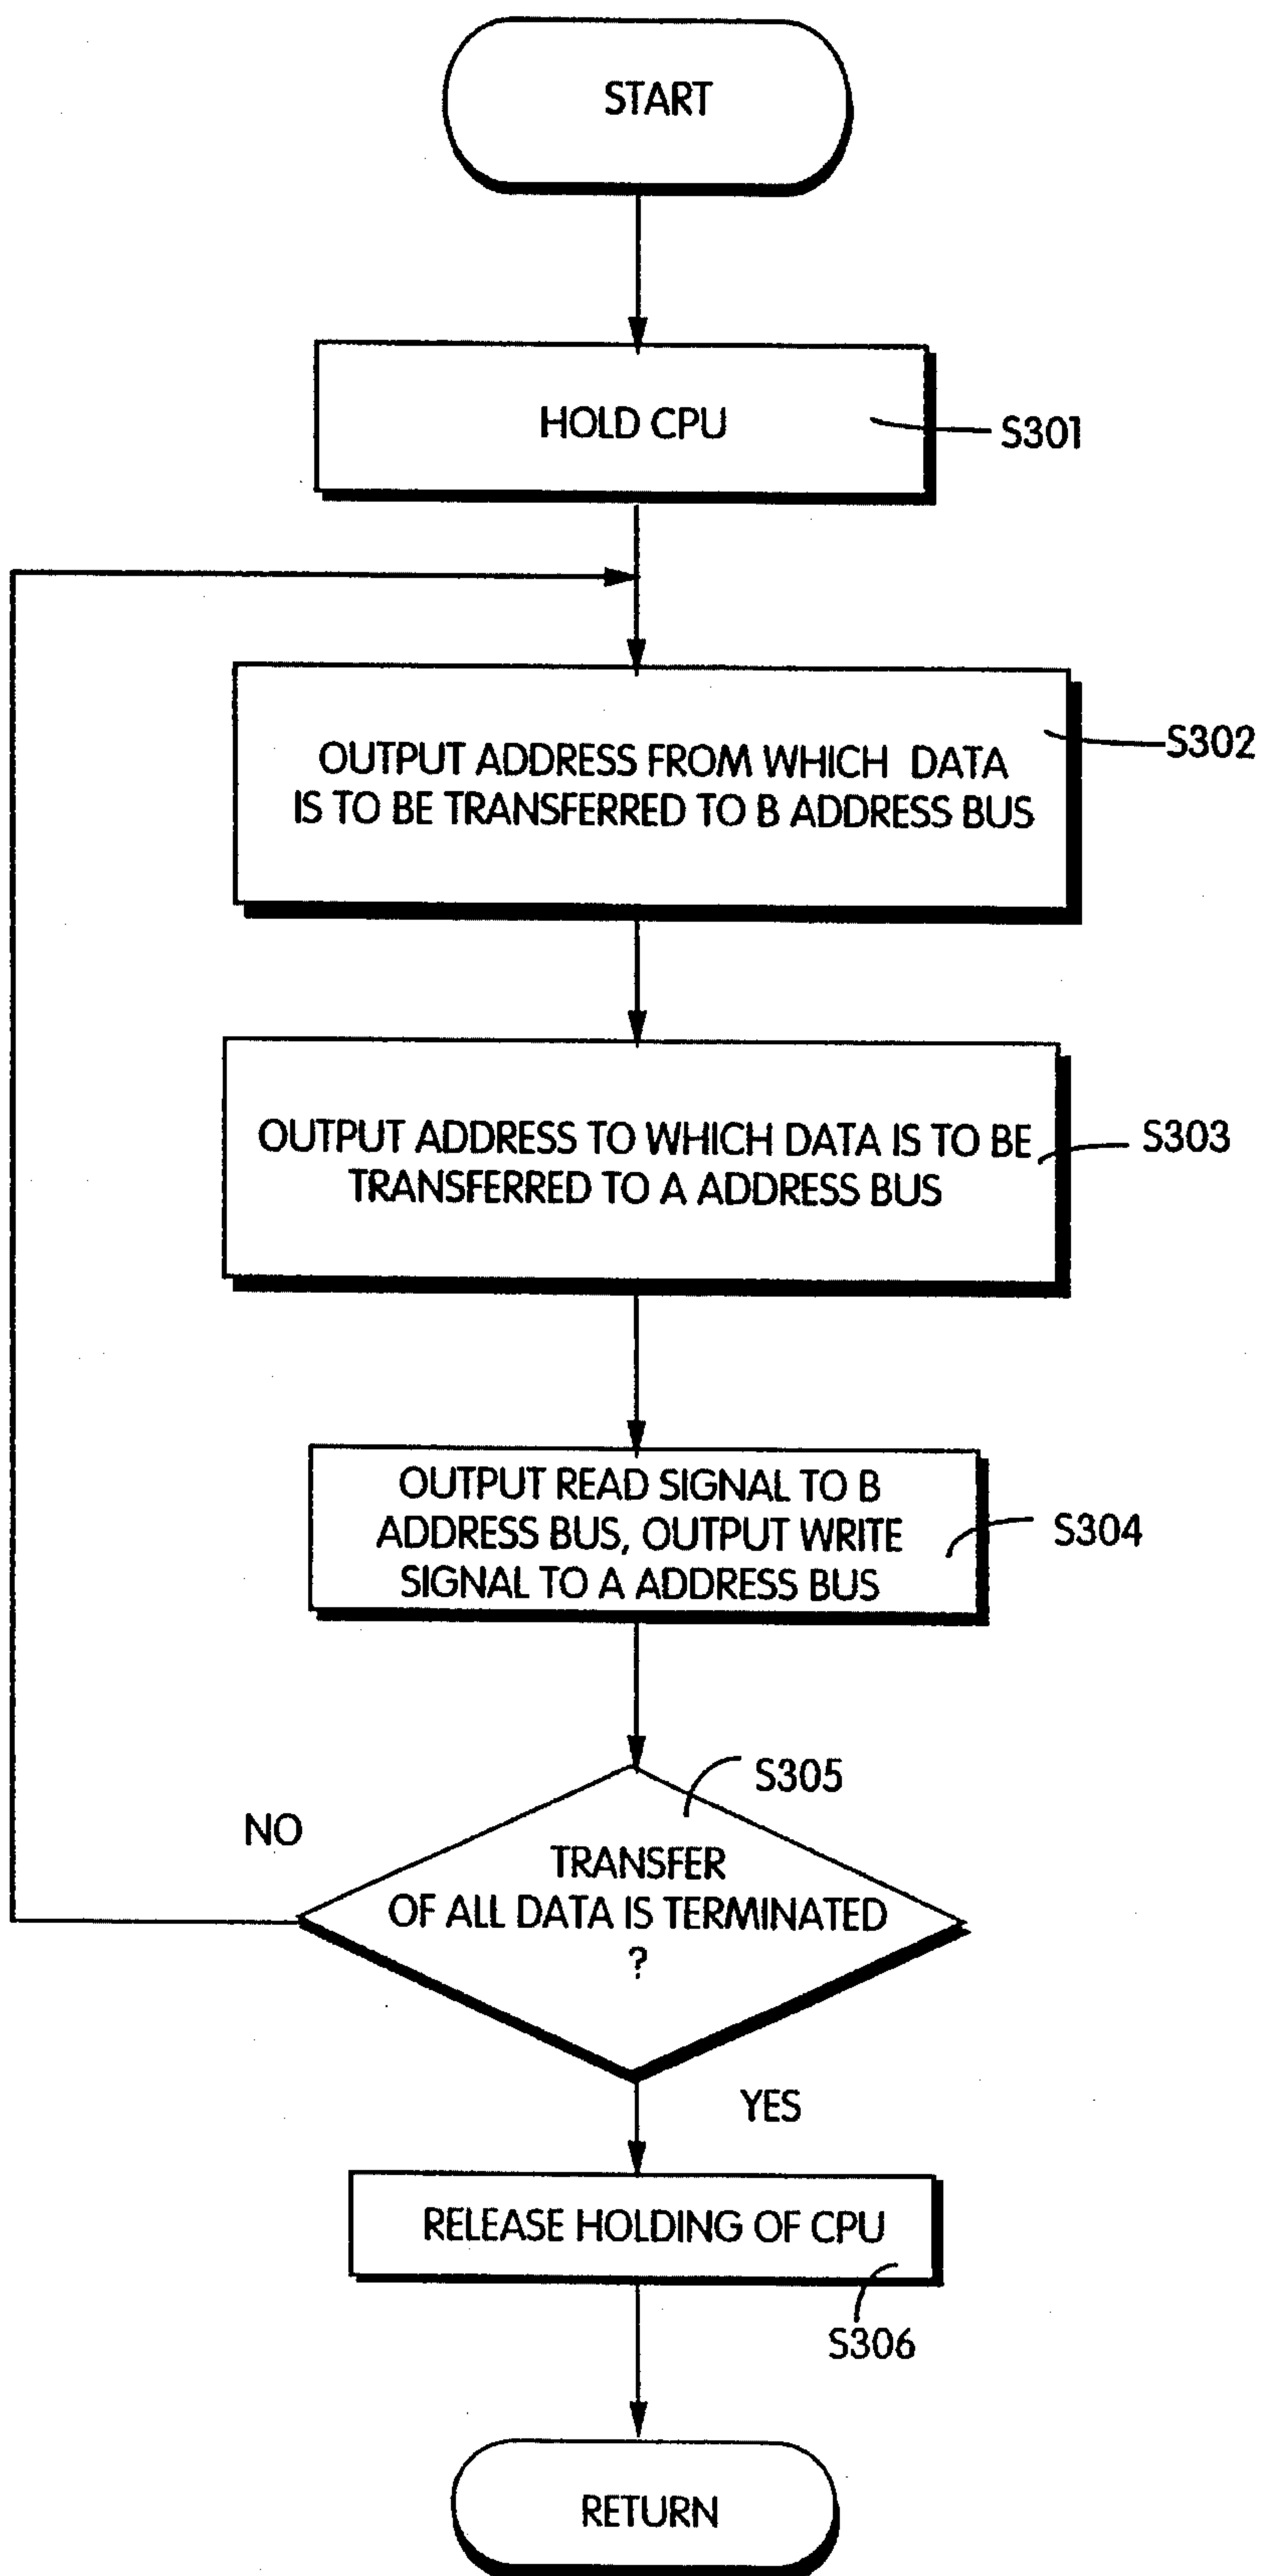 START
HOLD CPU
S301
OUTPUT ADDRESS FROM WHICH DATA
IS TO BE TRANSFERRED TO B ADDRESS BUS
S302
OUTPUT ADDRESS TO WHICH DATA IS TO BE
TRANSFERRED TO A ADDRESS BUS
S303
OUTPUT READ SIGNAL TO B
ADDRESS BUS, OUTPUT WRITE
SIGNAL TO A ADDRESS BUS
S304
S305
NO
TRANSFER
OF ALL DATA IS TERMINATED
?
YES
RELEASE HOLDING OF CPU
S306
RETURN